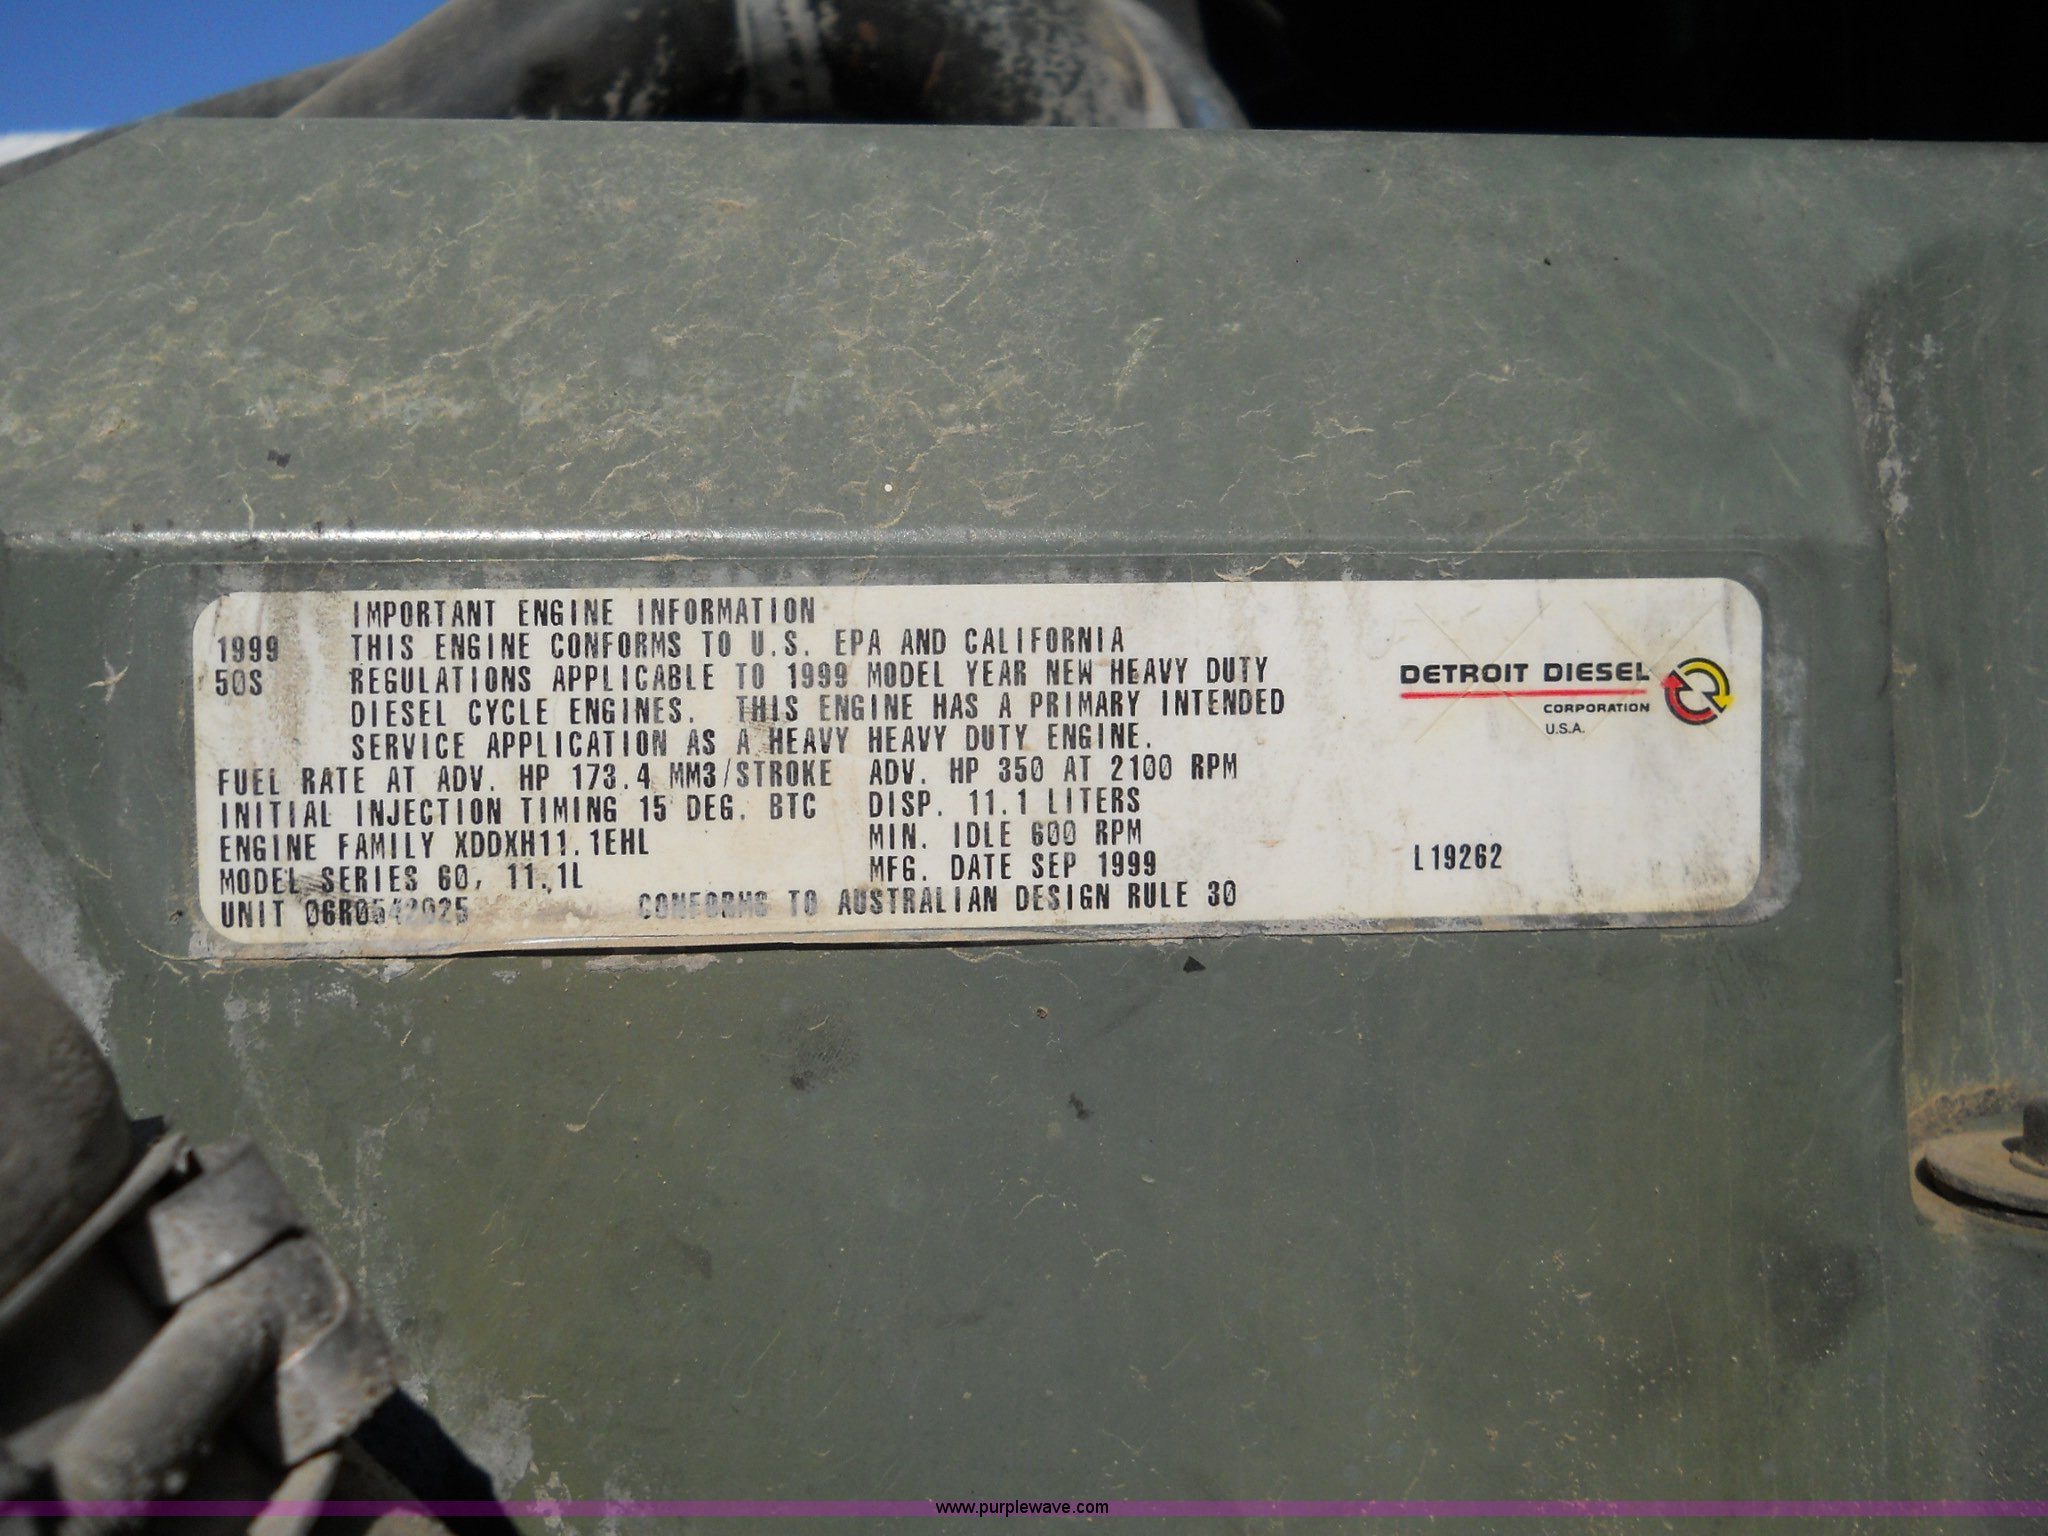 IMPORTANT ENGINE INFORMATION
1999 THIS ENGINE CONFORMS TO U.S. EPA AND CALIFORNIA
50S REGULATIONS APPLICABLE TO 1999 MODEL YEAR NEW HEAVY DUTY
DIESEL CYCLE ENGINES. THIS ENGINE HAS A PRIMARY INTENDED
SERVICE APPLICATION AS A HEAVY HEAVY DUTY ENGINE.
FUEL RATE AT ADV. HP 173.4 MM3/STROKE ADV. HP 350 AT 2100 RPM
INITIAL INJECTION TIMING 15 DEG. BTC DISP. 11.1 LITERS
ENGINE FAMILY XDDXH11.1EHL MIN. IDLE 600 RPM
MODEL SERIES 60, 11.1L MFG. DATE SEP 1999
UNIT 06R0542025 CONFORMS TO AUSTRALIAN DESIGN RULE 30
DETROIT DIESEL
CORPORATION
U.S.A.
L19262
www.purplewave.com